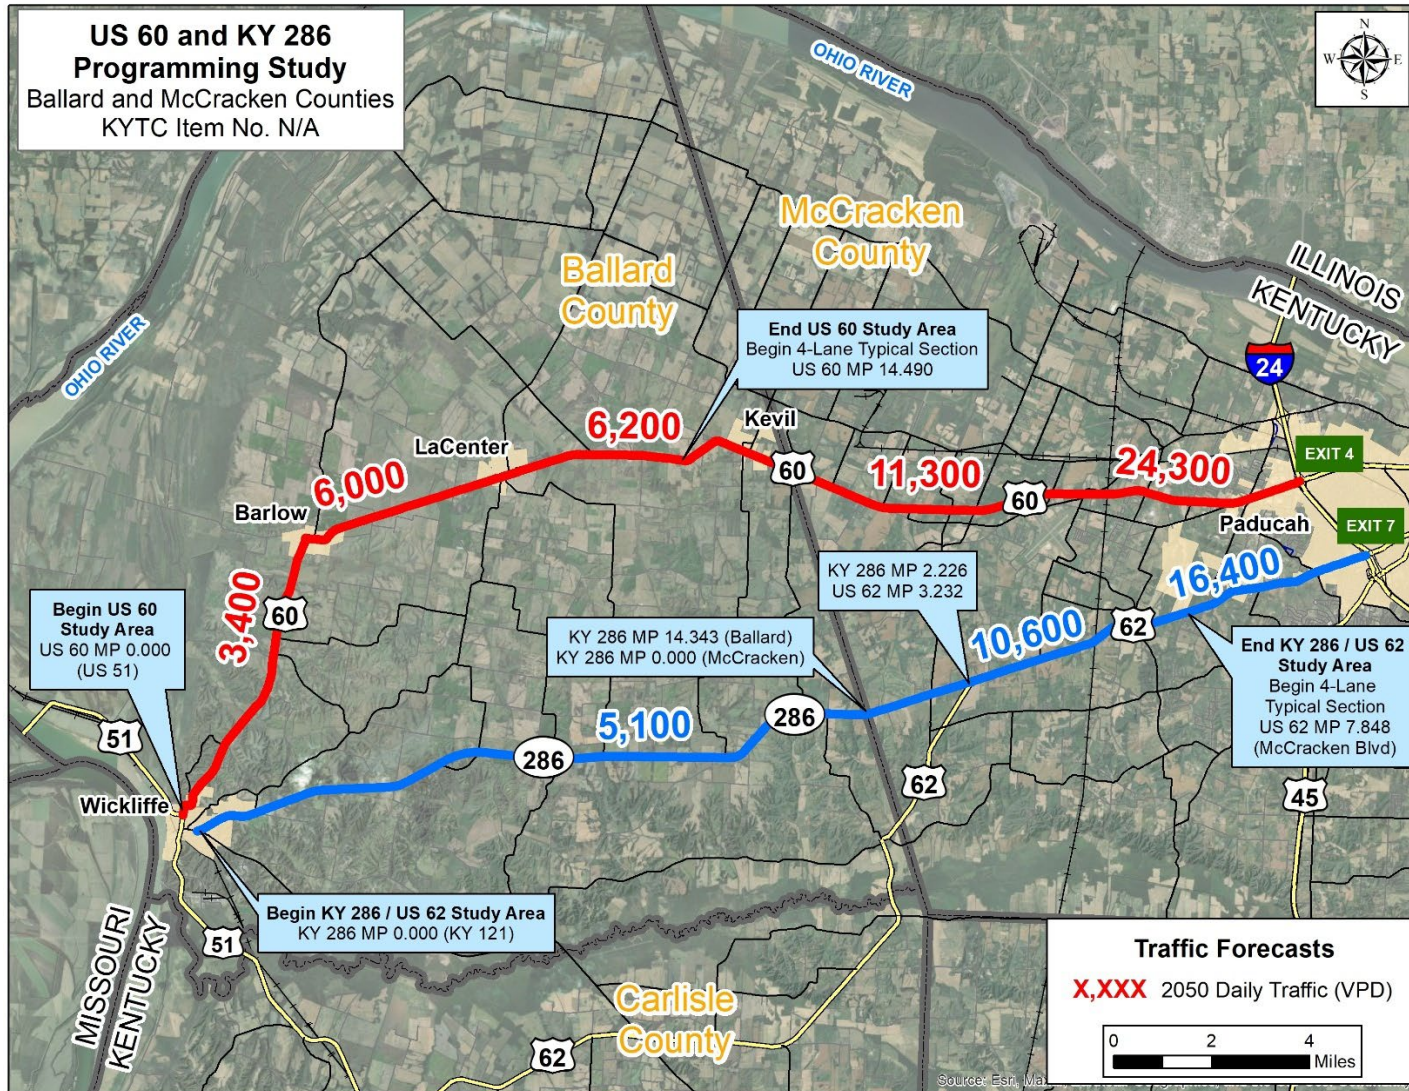 US 60 and KY 286
Programming Study
Ballard and McCracken Counties
KYTC Item No. N/A
N
W
E
S
OHIO RIVER
OHIO RIVER
McCracken
County
Ballard
County
ILLINOIS
KENTUCKY
24
End US 60 Study Area
Begin 4-Lane Typical Section
US 60 MP 14.490
Kevil
LaCenter
6,200
6,000
Barlow
60
11,300
60
24,300
EXIT 4
Paducah
EXIT 7
3,400
60
Begin US 60
Study Area
US 60 MP 0.000
(US 51)
KY 286 MP 2.226
US 62 MP 3.232
KY 286 MP 14.343 (Ballard)
KY 286 MP 0.000 (McCracken)
16,400
10,600
62
End KY 286 / US 62
Study Area
Begin 4-Lane
Typical Section
US 62 MP 7.848
(McCracken Blvd)
51
5,100
286
286
62
45
Wickliffe
Begin KY 286 / US 62 Study Area
KY 286 MP 0.000 (KY 121)
51
MISSOURI
KENTUCKY
Carlisle
County
62
Traffic Forecasts
X,XXX 2050 Daily Traffic (VPD)
0 2 4
Miles
Source: Esri,